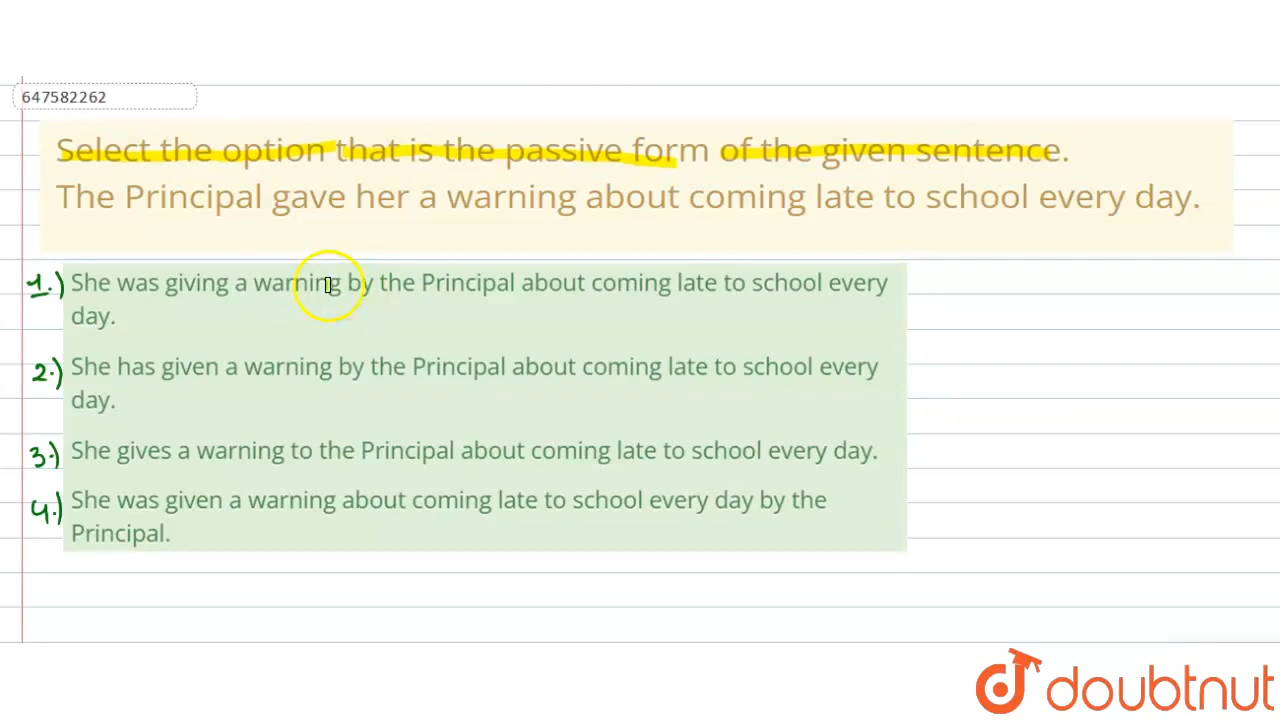 647582262
Select the option that is the passive form of the given sentence.
The Principal gave her a warning about coming late to school every day.
1.) She was giving a warning by the Principal about coming late to school every
day.
2.) She has given a warning by the Principal about coming late to school every
day.
3.) She gives a warning to the Principal about coming late to school every day.
4.) She was given a warning about coming late to school every day by the
Principal.
doubtnut